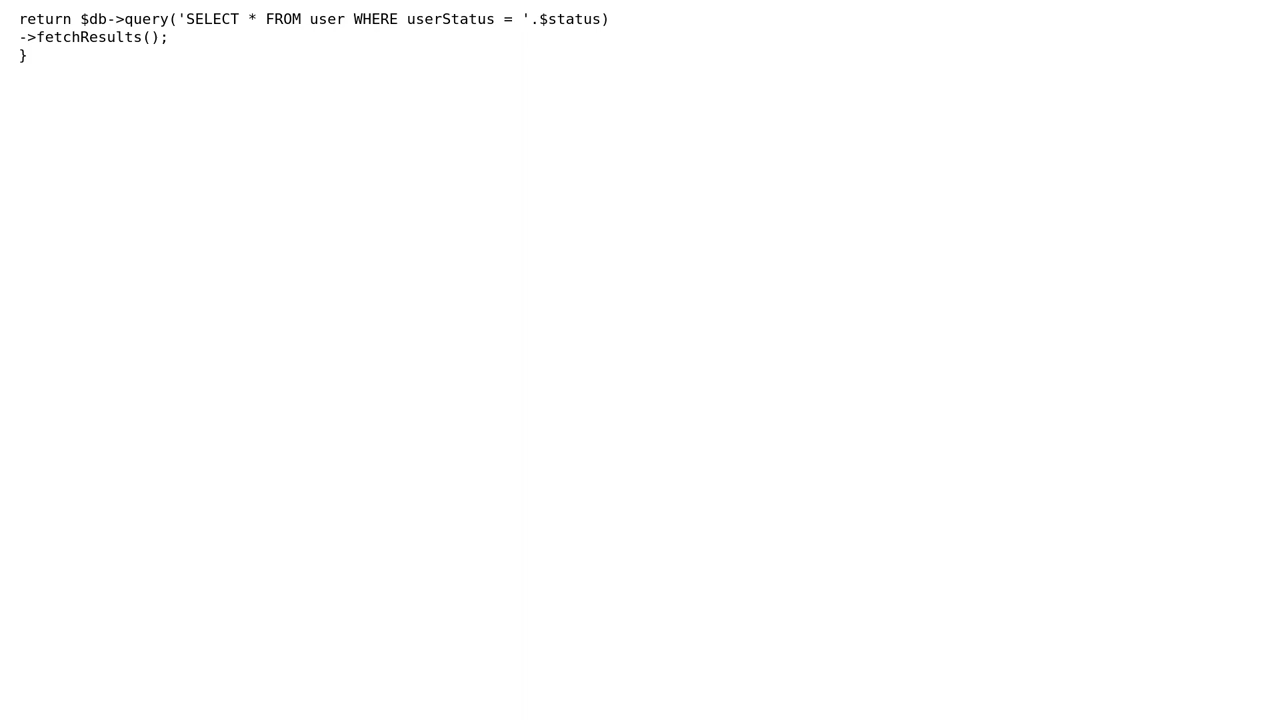 return $db->query('SELECT * FROM user WHERE userStatus = '.$status)
->fetchResults();
}